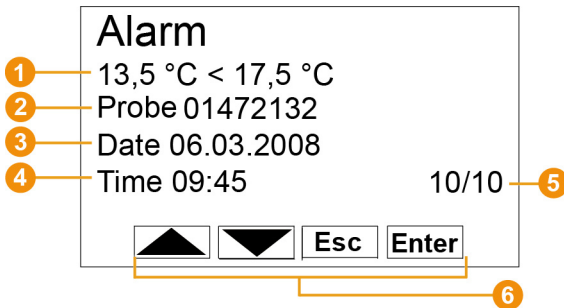 Alarm
1 13,5 °C < 17,5 °C
2 Probe 01472132
3 Date 06.03.2008
4 Time 09:45 10/10 5
Esc Enter
6